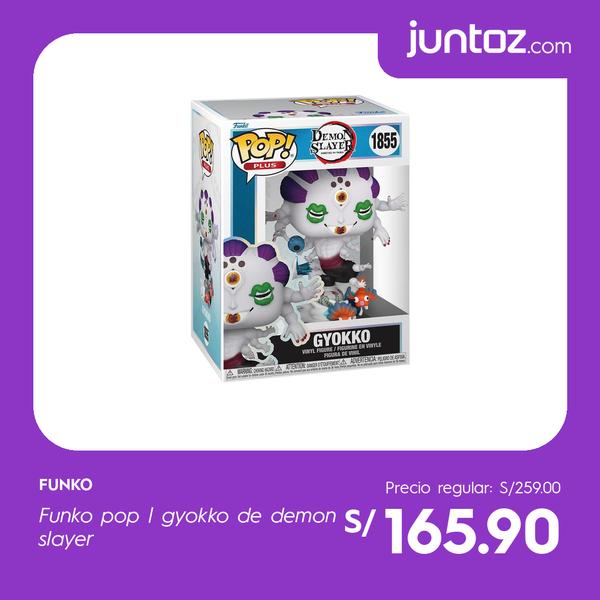 juntoz.com
Funko
POP!
PLUS
DEMON
SLAYER
1855
GYOKKO
VINYL FIGURE / FIGURINE EN VINYLE
FIGURA DE VINIL
FUNKO
Precio regular: S/259.00
Funko pop | gyokko de demon
slayer
S/ 165.90